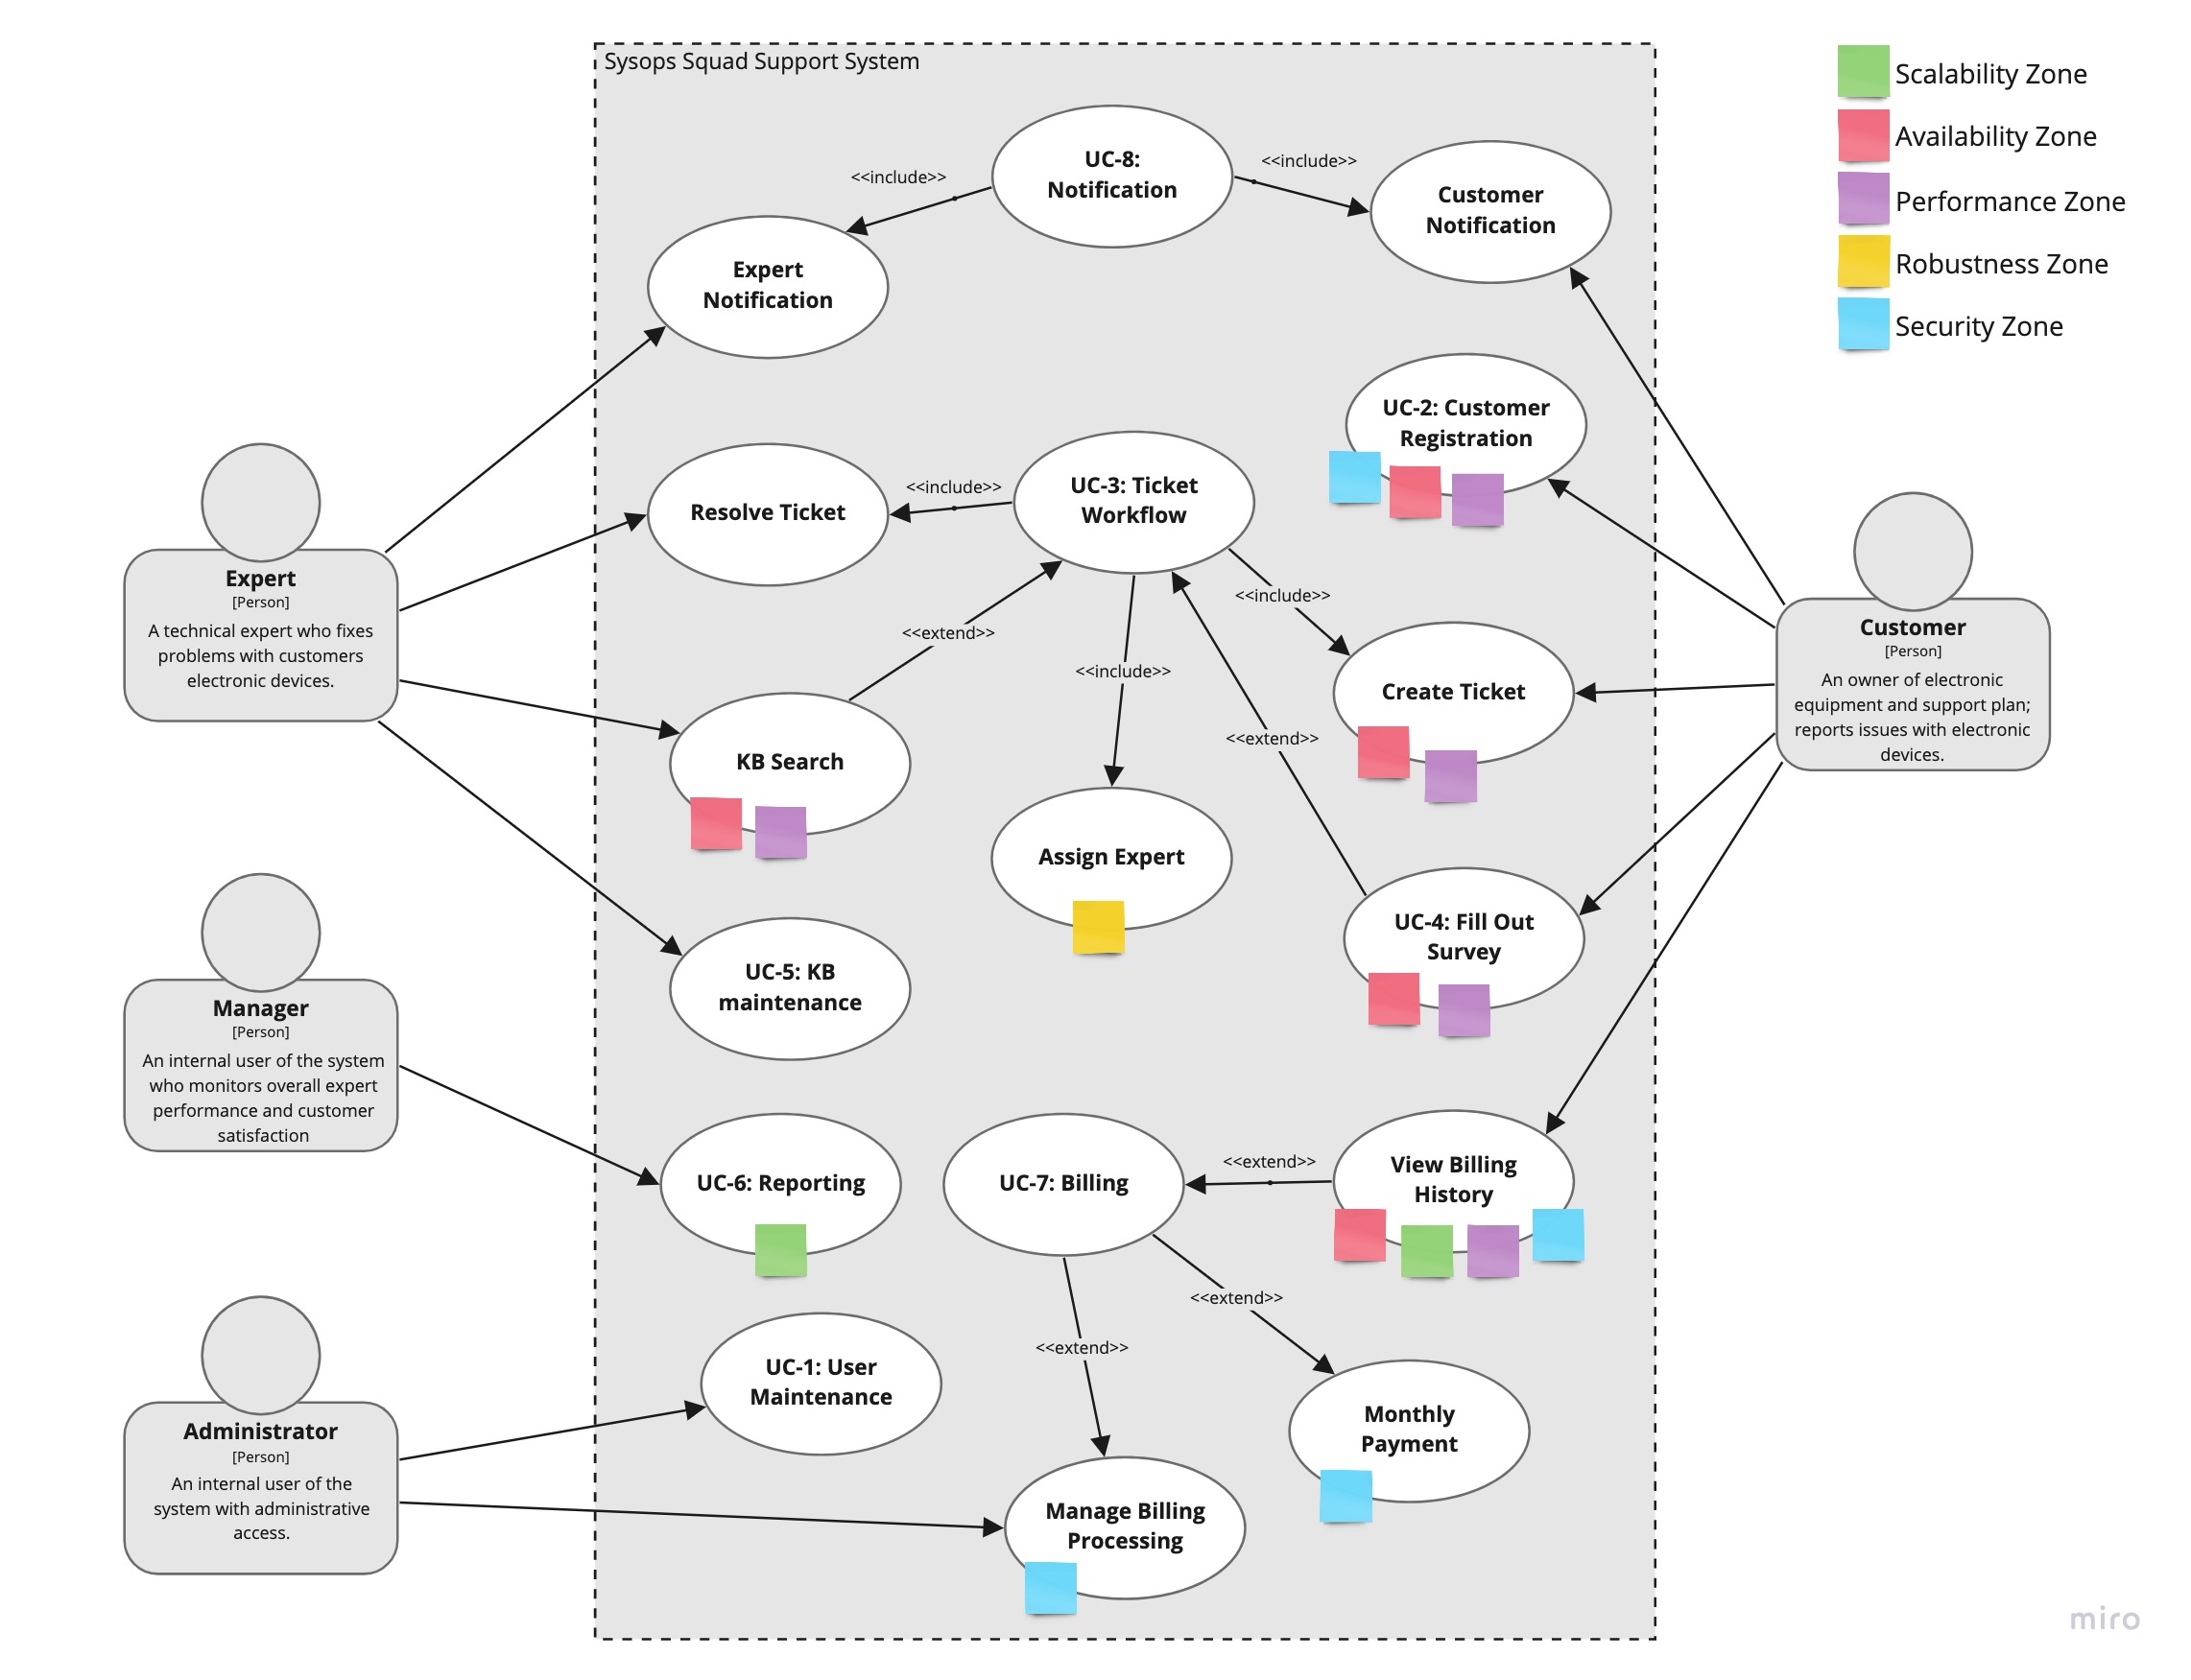 Sysops Squad Support System
Scalability Zone
Availability Zone
Performance Zone
Robustness Zone
Security Zone
UC-8:
Notification
<<include>>
<<include>>
Customer
Notification
Expert
Notification
UC-2: Customer
Registration
UC-3: Ticket
Workflow
<<include>>
Resolve Ticket
<<include>>
<<extend>>
<<include>>
<<extend>>
Expert
[Person]
A technical expert who fixes
problems with customers
electronic devices.
Customer
[Person]
An owner of electronic
equipment and support plan;
reports issues with electronic
devices.
Create Ticket
KB Search
Assign Expert
UC-4: Fill Out
Survey
UC-5: KB
maintenance
Manager
[Person]
An internal user of the system
who monitors overall expert
performance and customer
satisfaction
UC-6: Reporting
UC-7: Billing
<<extend>>
View Billing
History
<<extend>>
<<extend>>
UC-1: User
Maintenance
Monthly
Payment
Administrator
[Person]
An internal user of the
system with administrative
access.
Manage Billing
Processing
miro